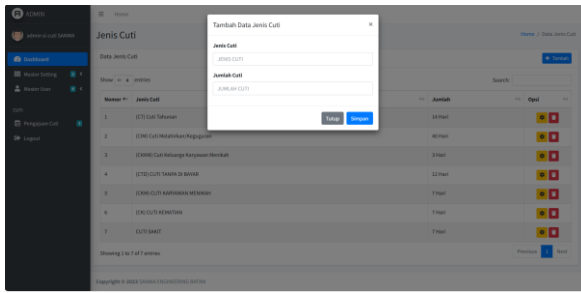 ADMIN
Home
admin-is-cuti SARANA
Jenis Cuti
Home / Data Jenis Cuti
Tambah Data Jenis Cuti
×
Jenis Cuti
JENIS CUTI
Jumlah Cuti
JUMLAH CUTI
Tutup
Simpan
Dashboard
Master Setting
Master User
CUTI
Pengajuan Cuti
Logout
Data Jenis Cuti
+ Tambah
Show 10 entries
Search:
Nomor Jenis Cuti Jumlah Opsi
1 (CT) Cuti Tahunan 14 Hari
2 (CM) Cuti Melahirkan/Keguguran
3 Cuti Keluarga Karyawan Menikah 3 Hari
4 (CTD) CUTI TANPA DI BAYAR 12 Hari
5 CUTI KARYAWAN MENIKAH 7 Hari
6 (CK) CUTI KEMATIAN 7 Hari
7 CUTI SAKIT 7 Hari
Showing 1 to 7 of 7 entries
Previous 1 Next
Copyright ©